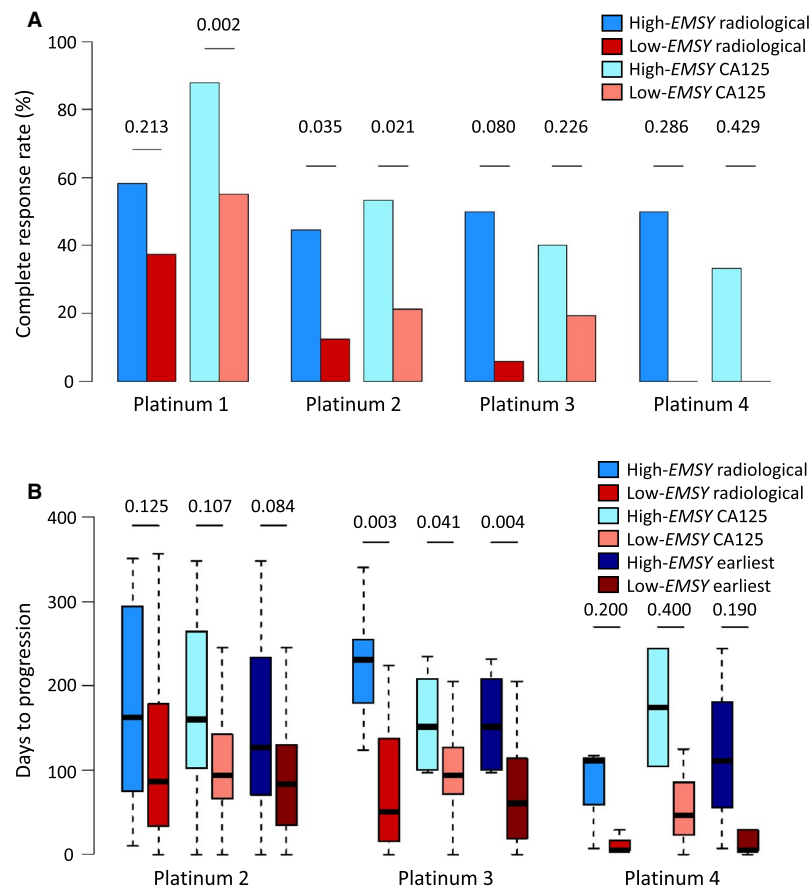 A
0.002
High-EMSY radiological
Low-EMSY radiological
High-EMSY CA125
Low-EMSY CA125
Complete response rate (%)
100
80
60
40
20
0
0.213
0.035
0.021
0.080
0.226
0.286
0.429
Platinum 1
Platinum 2
Platinum 3
Platinum 4
B
High-EMSY radiological
Low-EMSY radiological
High-EMSY CA125
Low-EMSY CA125
High-EMSY earliest
Low-EMSY earliest
Days to progression
400
300
200
100
0
0.125
0.107
0.084
0.003
0.041
0.004
0.200
0.400
0.190
Platinum 2
Platinum 3
Platinum 4